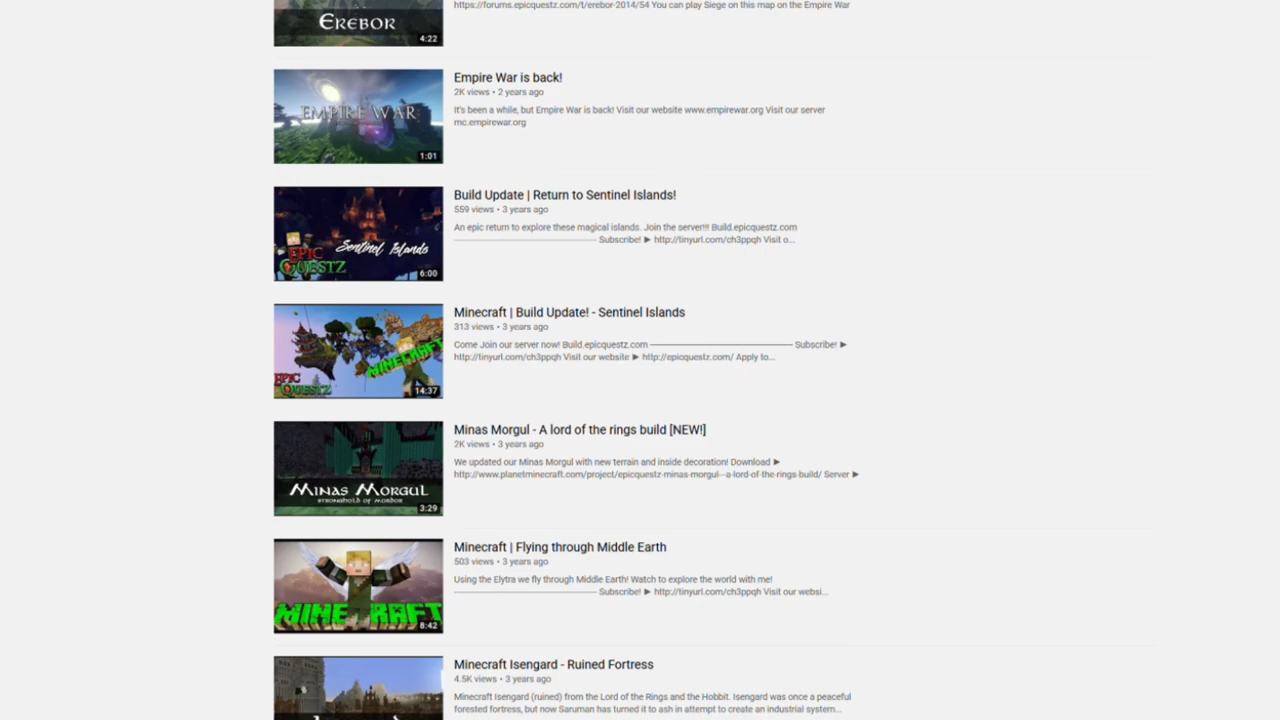 https://forums.epicquestz.com/t/erebor-2014/54 You can play Siege on this map on the Empire War
EREBOR
4:22
Empire War is back!
2K views • 2 years ago
It's been a while, but Empire War is back! Visit our website www.empirewar.org Visit our server
mc.empirewar.org
EMPIRE WAR
1:01
Build Update | Return to Sentinel Islands!
559 views • 3 years ago
An epic return to explore these magical islands. Join the server!!! Build.epicquestz.com
——————————————— Subscribe! ► http://tinyurl.com/ch3ppqh Visit o...
Sentinel Islands
EPIC
QUESTZ
6:00
Minecraft | Build Update! - Sentinel Islands
313 views • 3 years ago
Come Join our server now! Build.epicquestz.com ——————————————— Subscribe! ►
http://tinyurl.com/ch3ppqh Visit our website ► http://epicquestz.com/ Apply to...
MINECRAFT
EPIC
QUESTZ
14:37
Minas Morgul - A lord of the rings build [NEW!]
2K views • 3 years ago
We updated our Minas Morgul with new terrain and inside decoration! Download ►
http://www.planetminecraft.com/project/epicquestz-minas-morgul---a-lord-of-the-rings-build/ Server ►
MINAS MORGUL
STRONGHOLD OF MORDOR
3:29
Minecraft | Flying through Middle Earth
503 views • 3 years ago
Using the Elytra we fly through Middle Earth! Watch to explore the world with me!
——————————————— Subscribe! ► http://tinyurl.com/ch3ppqh Visit our websi...
MINE RAFT
8:42
Minecraft Isengard - Ruined Fortress
4.5K views • 3 years ago
Minecraft Isengard (ruined) from the Lord of the Rings and the Hobbit. Isengard was once a peaceful
forested fortress, but now Saruman has turned it to ash in attempt to create an industrial system...